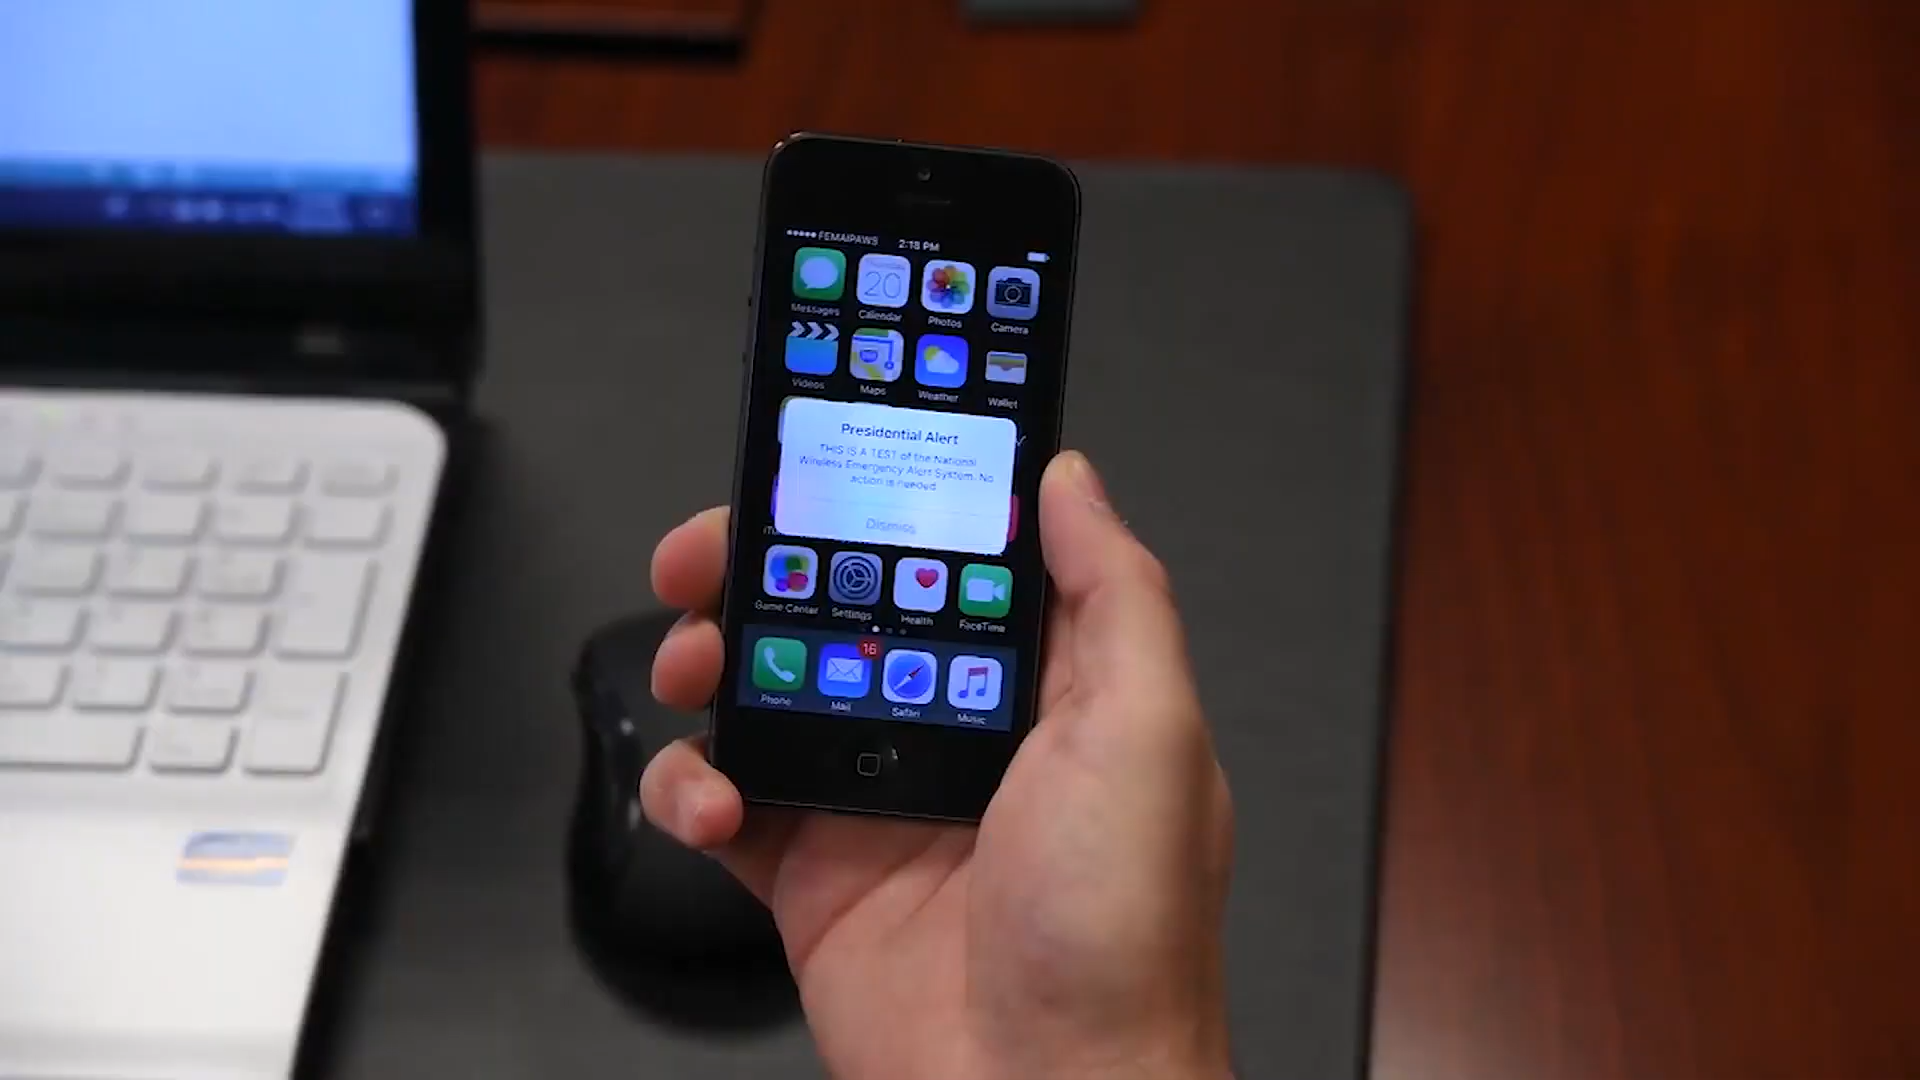 FEMAIPAWS 2:18 PM
20
Messages Calendar Photos Camera
Videos Maps Weather Wallet
Presidential Alert
THIS IS A TEST of the National
Wireless Emergency Alert System. No
action is needed
Dismiss
Game Center Settings Health FaceTime
16
Phone Mail Safari Music